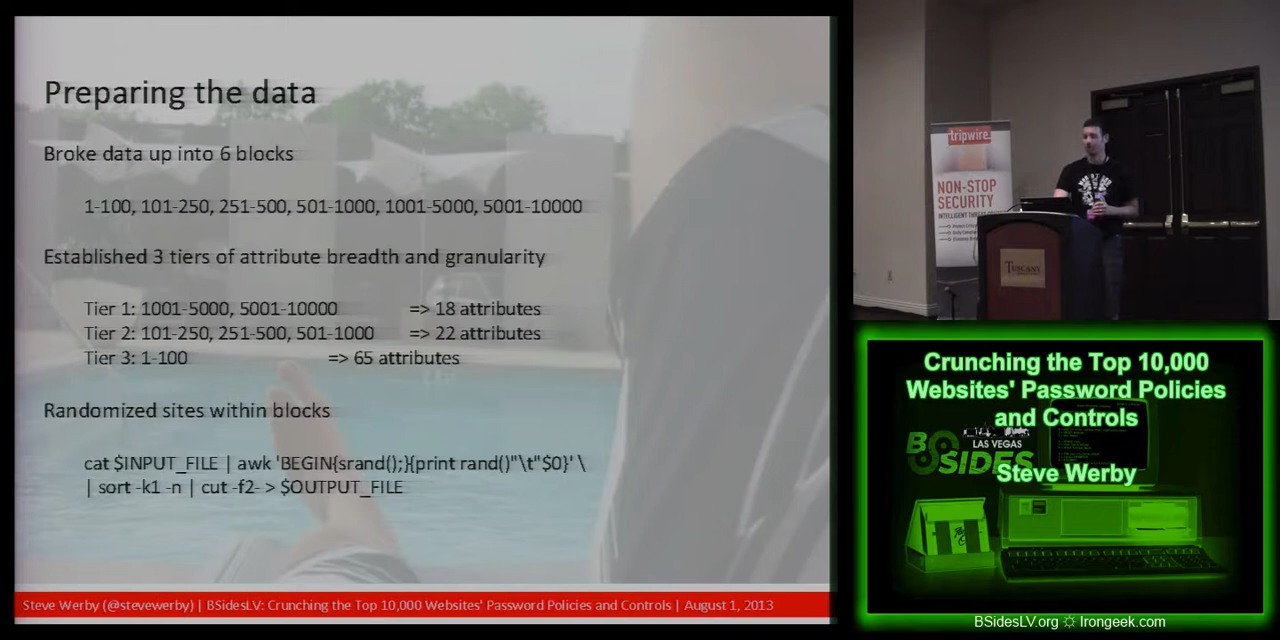 Preparing the data
Broke data up into 6 blocks
1-100, 101-250, 251-500, 501-1000, 1001-5000, 5001-10000
Established 3 tiers of attribute breadth and granularity
Tier 1: 1001-5000, 5001-10000 => 18 attributes
Tier 2: 101-250, 251-500, 501-1000 => 22 attributes
Tier 3: 1-100 => 65 attributes
Randomized sites within blocks
cat $INPUT_FILE | awk 'BEGIN{srand();}{print rand()"\t"$0}' \
| sort -k1 -n | cut -f2- > $OUTPUT_FILE
Steve Werby (@stevewerby) | BSidesLV: Crunching the Top 10,000 Websites' Password Policies and Controls | August 1, 2013
tripwire
NON-STOP
SECURITY
TUSCANY
Crunching the Top 10,000
Websites' Password Policies
and Controls
BSIDES
LAS VEGAS
Steve Werby
BSidesLV.org ☼ Irongeek.com